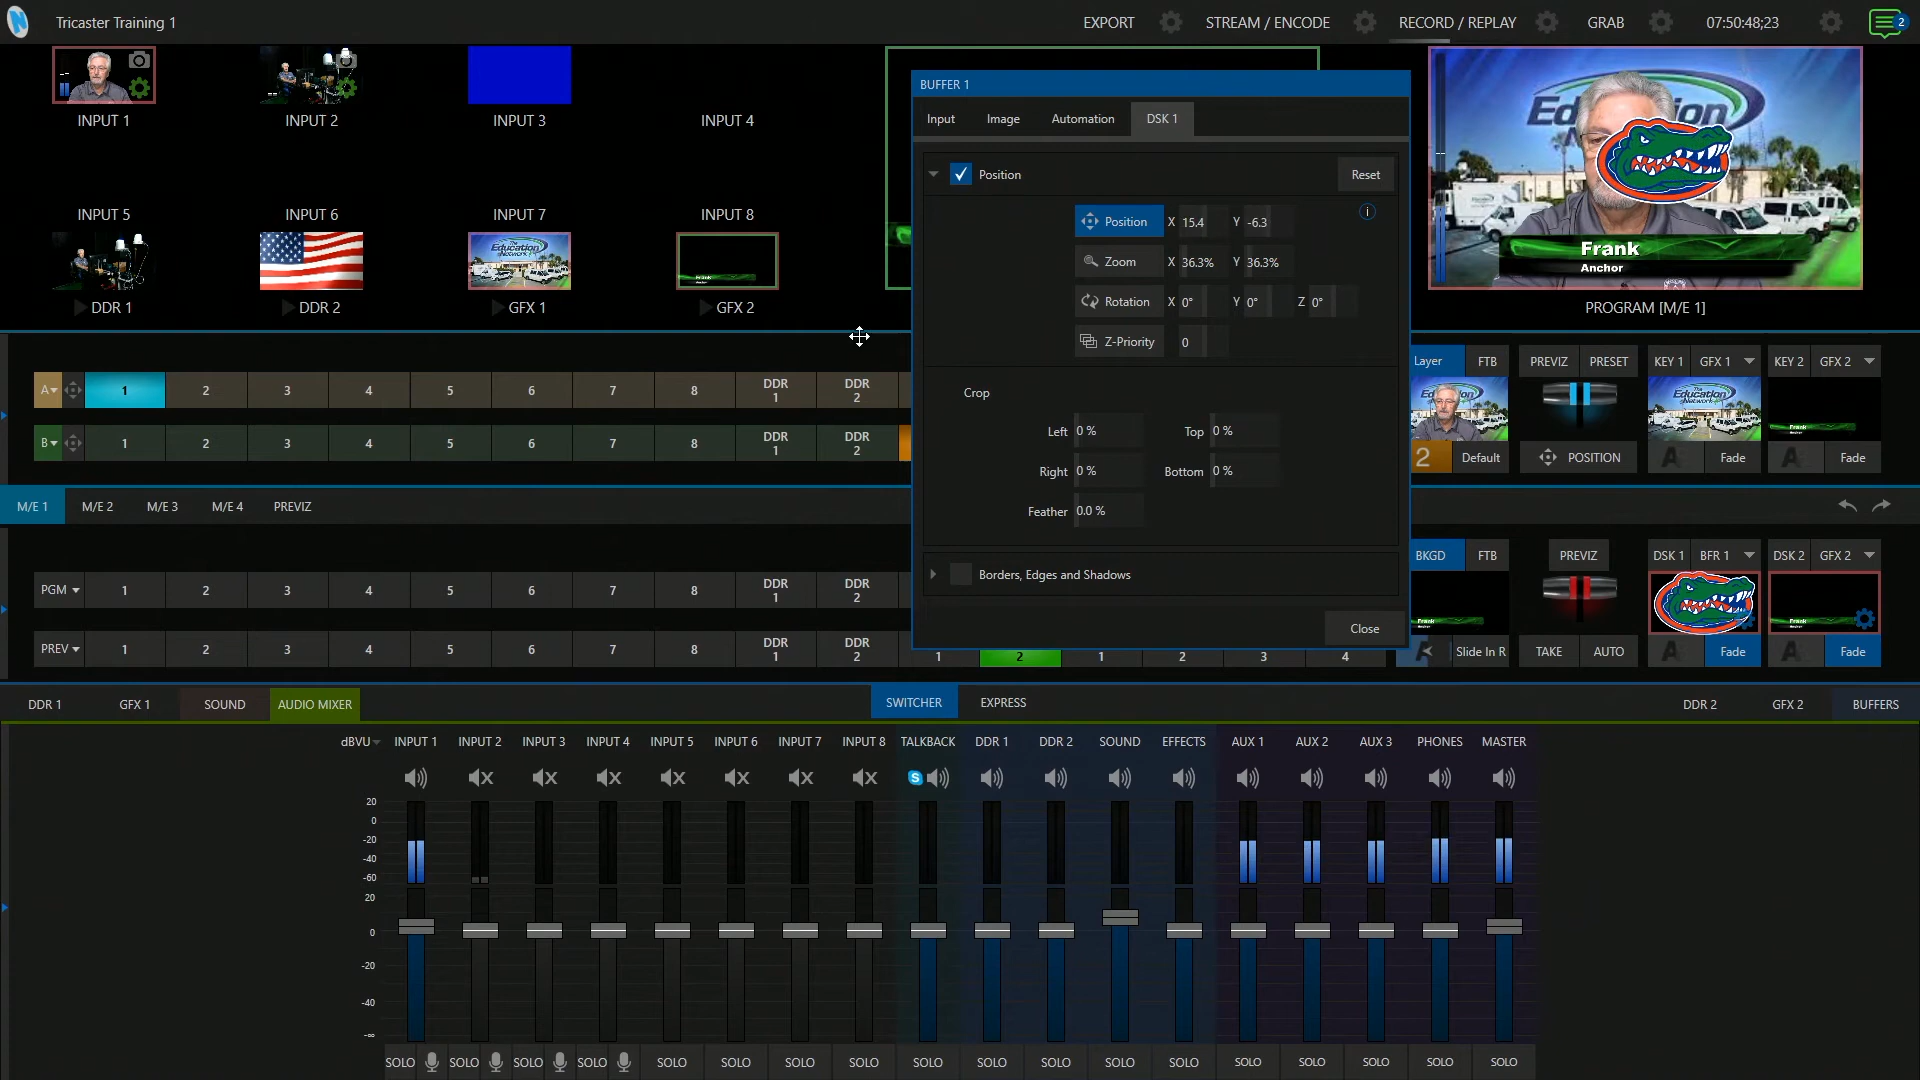 Tricaster Training 1
EXPORT
STREAM / ENCODE
RECORD / REPLAY
GRAB
07:50:48;23
2
INPUT 1
INPUT 2
INPUT 3
INPUT 4
INPUT 5
INPUT 6
INPUT 7
INPUT 8
The
Education
Network
Frank
Anchor
DDR 1
DDR 2
GFX 1
GFX 2
BUFFER 1
Input
Image
Automation
DSK 1
Position
Reset
Position X 15.4 Y -6.3
i
Zoom X 36.3% Y 36.3%
Rotation X 0° Y 0° Z 0°
Z-Priority 0
Crop
Left 0 % Top 0 %
Right 0 % Bottom 0 %
Feather 0.0 %
Borders, Edges and Shadows
Close
Education
Frank
Anchor
PROGRAM [M/E 1]
A 1 2 3 4 5 6 7 8 DDR 1 DDR 2
B 1 2 3 4 5 6 7 8 DDR 1 DDR 2
Layer FTB
PREVIZ PRESET
KEY 1 GFX 1
KEY 2 GFX 2
Education
Network
Frank
Anchor
2 Default
POSITION
A Fade
A Fade
M/E 1 M/E 2 M/E 3 M/E 4 PREVIZ
PGM 1 2 3 4 5 6 7 8 DDR 1 DDR 2
PREV 1 2 3 4 5 6 7 8 DDR 1 DDR 2 1 2 1 2 3 4
BKGD FTB
PREVIZ
DSK 1 BFR 1
DSK 2 GFX 2
Frank
Anchor
Slide In R
TAKE AUTO
A Fade
A Fade
DDR 1 GFX 1 SOUND AUDIO MIXER
SWITCHER EXPRESS
DDR 2 GFX 2 BUFFERS
dBVU INPUT 1 INPUT 2 INPUT 3 INPUT 4 INPUT 5 INPUT 6 INPUT 7 INPUT 8 TALKBACK DDR 1 DDR 2 SOUND EFFECTS AUX 1 AUX 2 AUX 3 PHONES MASTER
S
20
0
-20
-40
-60
20
0
-20
-40
-∞
SOLO SOLO SOLO SOLO SOLO SOLO SOLO SOLO SOLO SOLO SOLO SOLO SOLO SOLO SOLO SOLO SOLO SOLO